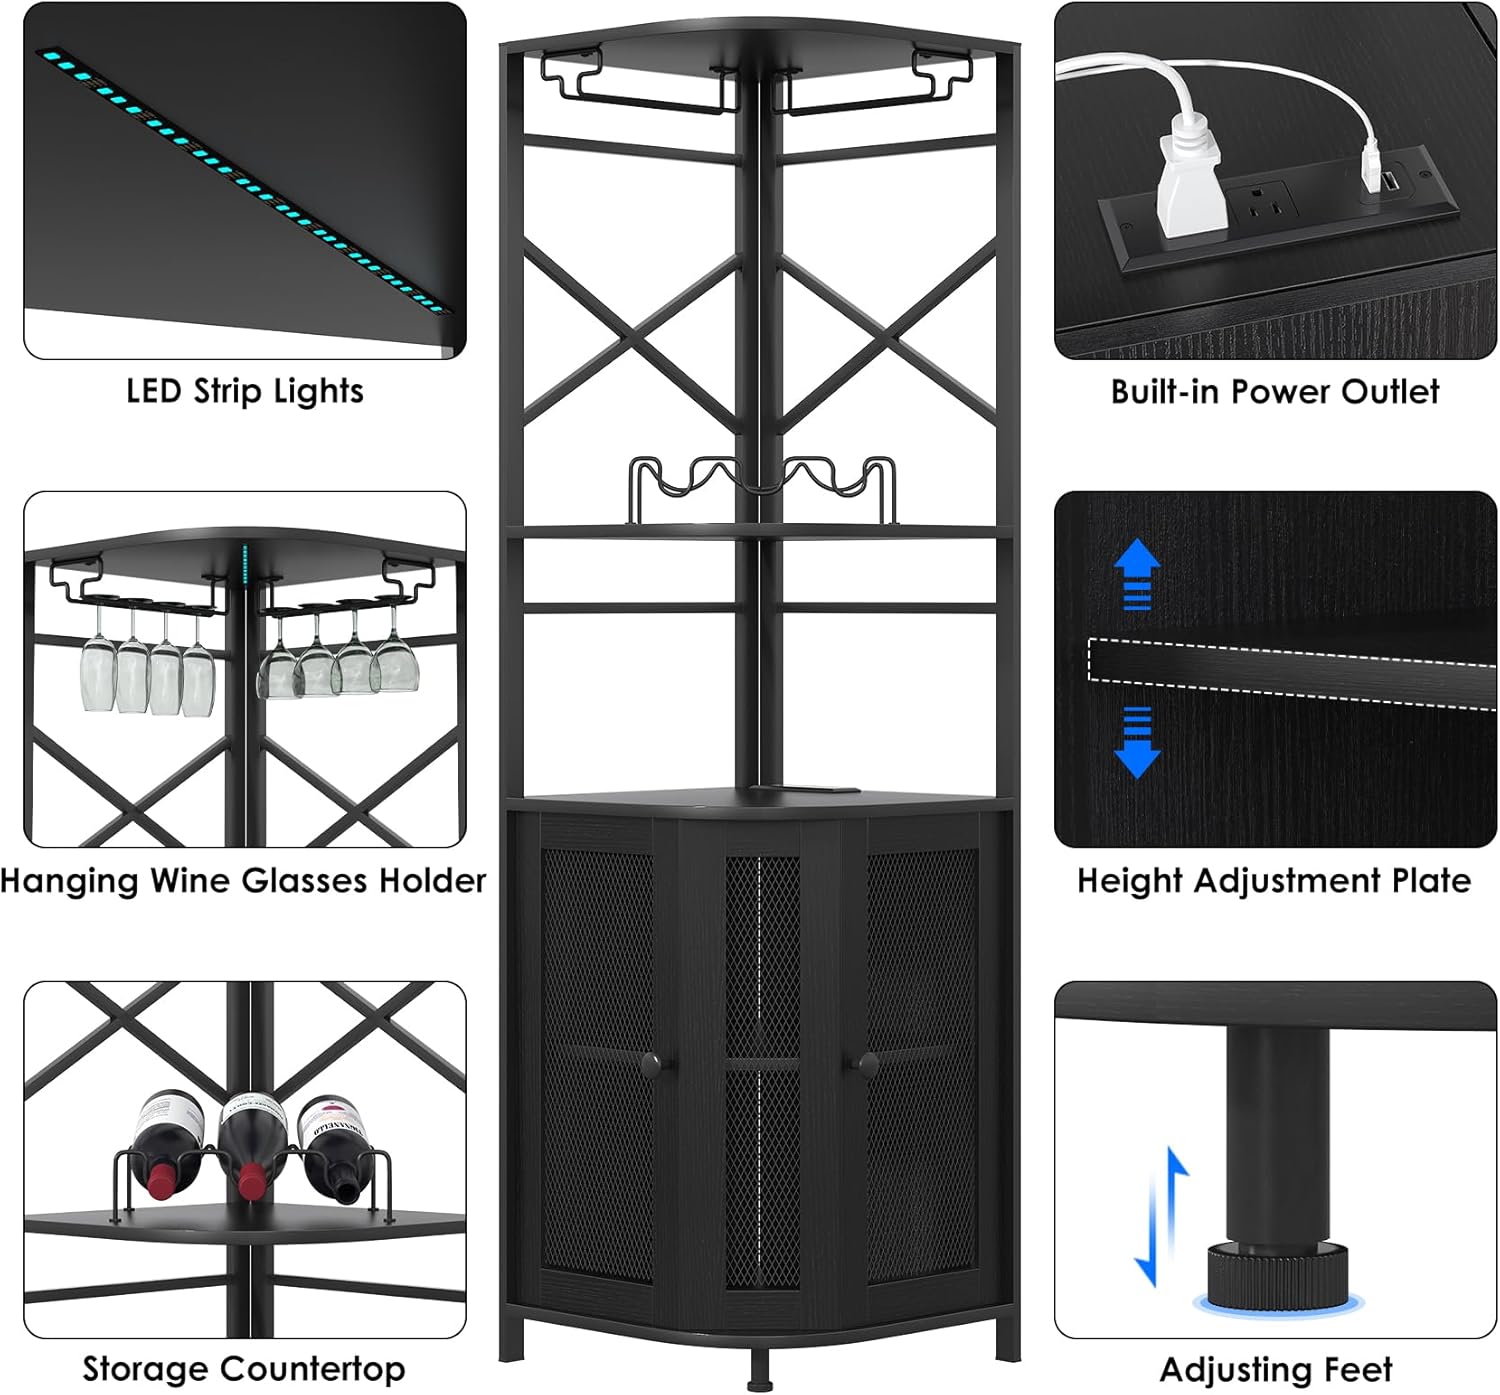 LED Strip Lights
Built-in Power Outlet
Hanging Wine Glasses Holder
Height Adjustment Plate
Storage Countertop
Adjusting Feet